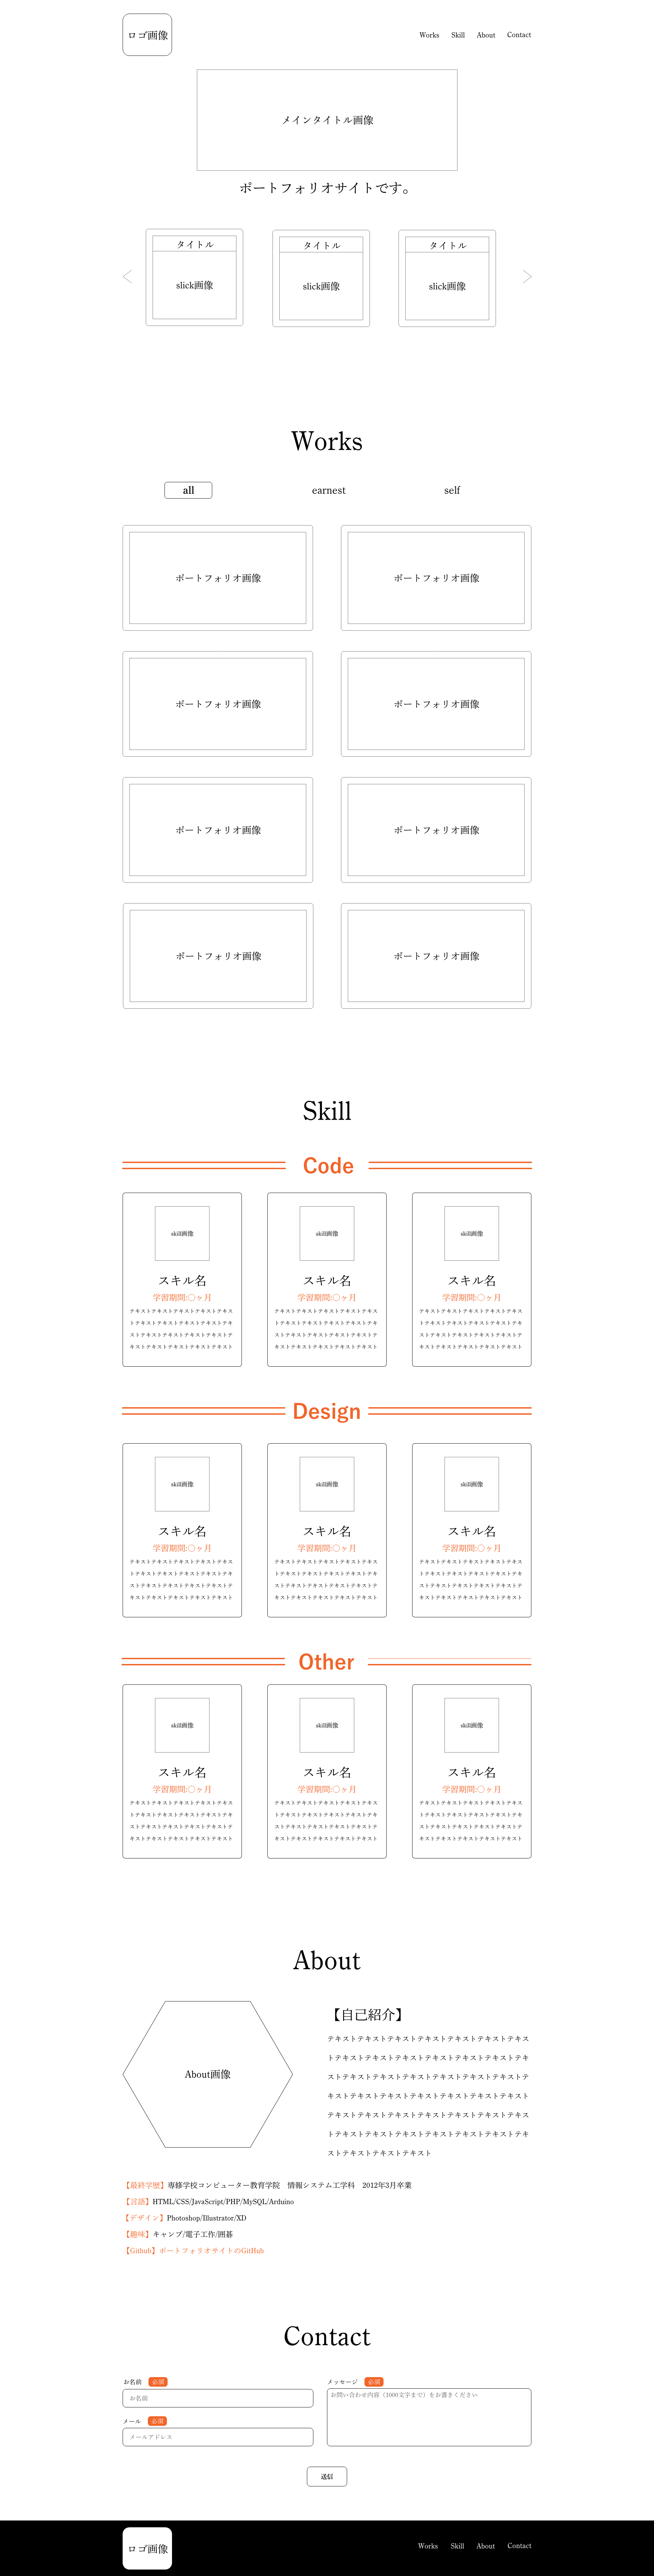 ロゴ画像
Works Skill About Contact
メインタイトル画像
ポートフォリオサイトです。
タイトル タイトル タイトル
slick画像 slick画像 slick画像
Works
all earnest self
ポートフォリオ画像 ポートフォリオ画像
ポートフォリオ画像 ポートフォリオ画像
ポートフォリオ画像 ポートフォリオ画像
ポートフォリオ画像 ポートフォリオ画像
Skill
Code
skill画像 skill画像 skill画像
スキル名 スキル名 スキル名
学習期間:〇ヶ月 学習期間:〇ヶ月 学習期間:〇ヶ月
テキストテキストテキストテキストテキス テキストテキストテキストテキストテキス テキストテキストテキストテキストテキス
トテキストテキストテキストテキストテキ トテキストテキストテキストテキストテキ トテキストテキストテキストテキストテキ
ストテキストテキストテキストテキストテ ストテキストテキストテキストテキストテ ストテキストテキストテキストテキストテ
キストテキストテキストテキストテキスト キストテキストテキストテキストテキスト キストテキストテキストテキストテキスト
Design
skill画像 skill画像 skill画像
スキル名 スキル名 スキル名
学習期間:〇ヶ月 学習期間:〇ヶ月 学習期間:〇ヶ月
テキストテキストテキストテキストテキス テキストテキストテキストテキストテキス テキストテキストテキストテキストテキス
トテキストテキストテキストテキストテキ トテキストテキストテキストテキストテキ トテキストテキストテキストテキストテキ
ストテキストテキストテキストテキストテ ストテキストテキストテキストテキストテ ストテキストテキストテキストテキストテ
キストテキストテキストテキストテキスト キストテキストテキストテキストテキスト キストテキストテキストテキストテキスト
Other
skill画像 skill画像 skill画像
スキル名 スキル名 スキル名
学習期間:〇ヶ月 学習期間:〇ヶ月 学習期間:〇ヶ月
テキストテキストテキストテキストテキス テキストテキストテキストテキストテキス テキストテキストテキストテキストテキス
トテキストテキストテキストテキストテキ トテキストテキストテキストテキストテキ トテキストテキストテキストテキストテキ
ストテキストテキストテキストテキストテ ストテキストテキストテキストテキストテ ストテキストテキストテキストテキストテ
キストテキストテキストテキストテキスト キストテキストテキストテキストテキスト キストテキストテキストテキストテキスト
About
About画像
【自己紹介】
テキストテキストテキストテキストテキストテキストテキス
トテキストテキストテキストテキストテキストテキストテキ
ストテキストテキストテキストテキストテキストテキストテ
キストテキストテキストテキストテキストテキストテキスト
テキストテキストテキストテキストテキストテキストテキス
トテキストテキストテキストテキストテキストテキストテキ
ストテキストテキストテキスト
【最終学歴】専修学校コンピューター教育学院　情報システム工学科　2012年3月卒業
【言語】HTML/CSS/JavaScript/PHP/MySQL/Arduino
【デザイン】Photoshop/Illustrator/XD
【趣味】キャンプ/電子工作/囲碁
【Github】ポートフォリオサイトのGitHub
Contact
お名前 必須
お名前
メール 必須
メールアドレス
メッセージ 必須
お問い合わせ内容（1000文字まで）をお書きください
送信
ロゴ画像
Works Skill About Contact